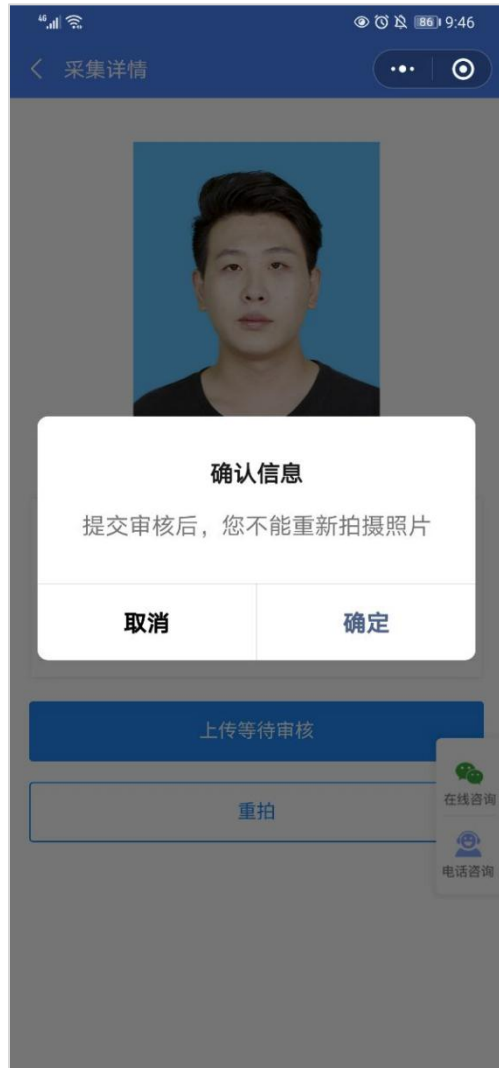 4G
86
9:46
采集详情
确认信息
提交审核后，您不能重新拍摄照片
取消
确定
上传等待审核
重拍
在线咨询
电话咨询